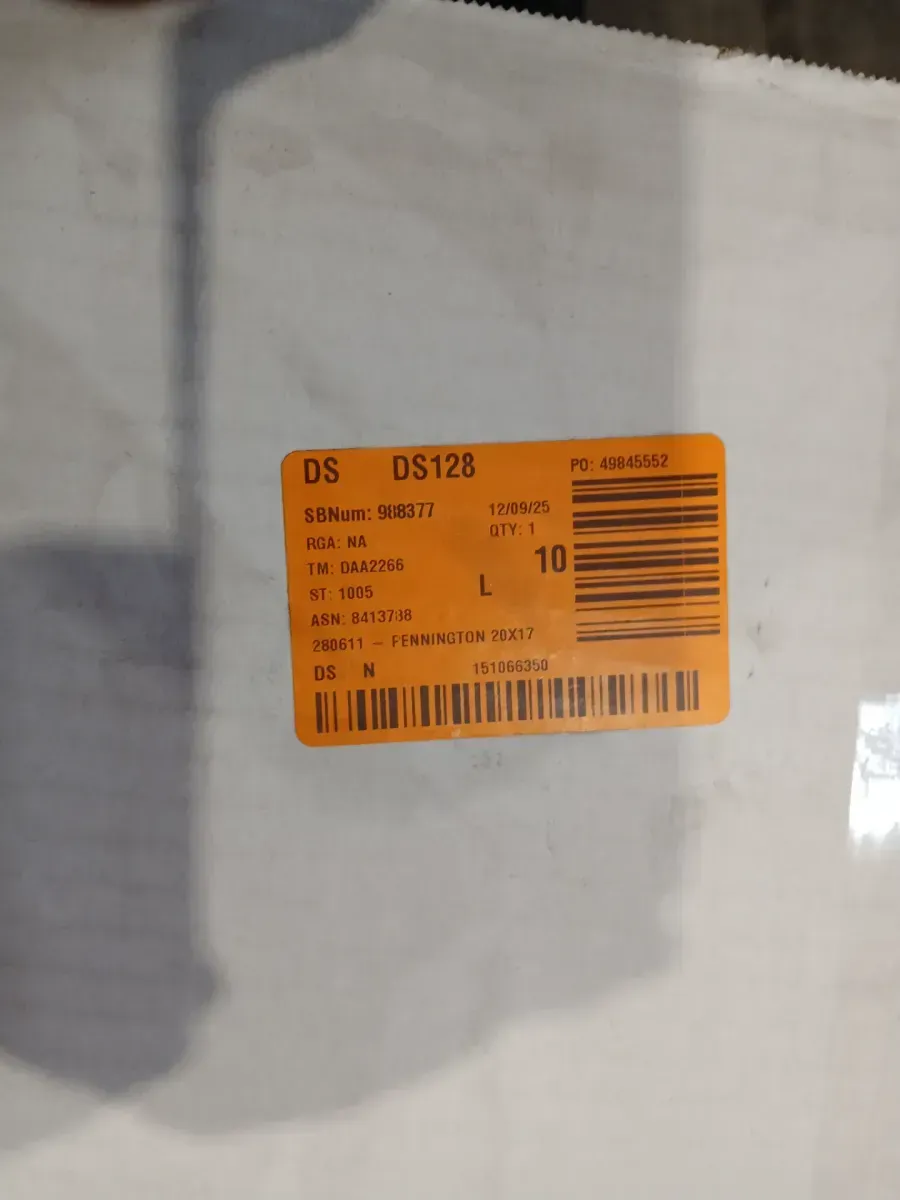 DS DS128 PO: 49845552
SBNum: 988377 12/09/25
QTY: 1
RGA: NA
10
TM: DAA2266
L
ST: 1005
ASN: 8413788
280611 – PENNINGTON 20X17
DS N 151066350